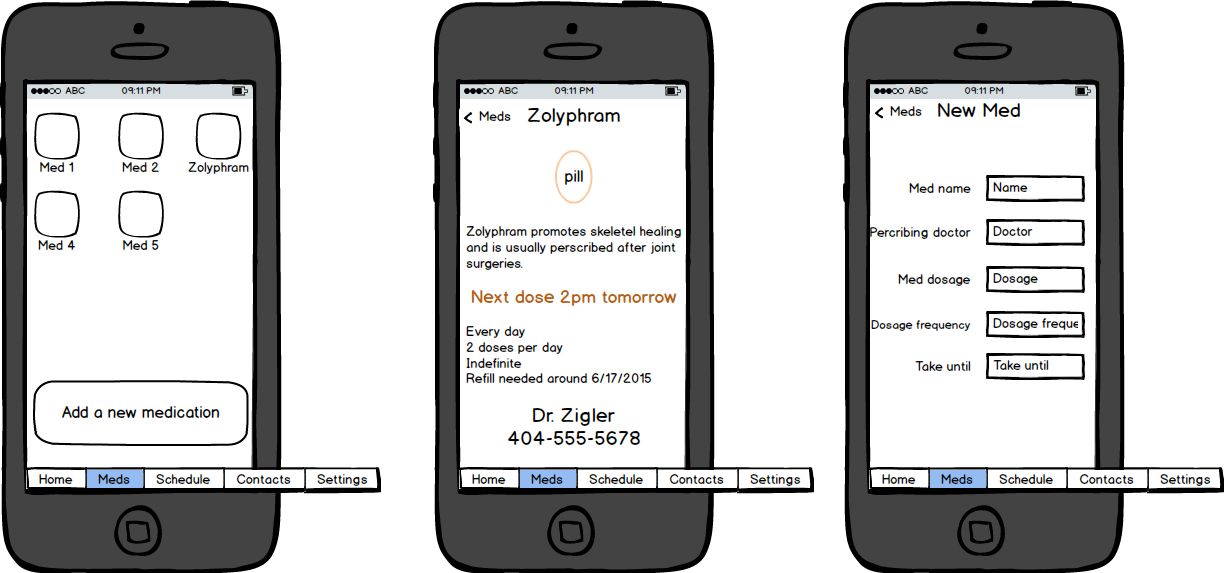 ABC 09:11 PM
Med 1 Med 2 Zolyphram
Med 4 Med 5
Add a new medication
Home Meds Schedule Contacts Settings
ABC 09:11 PM
< Meds Zolyphram
pill
Zolyphram promotes skeletel healing
and is usually perscribed after joint
surgeries.
Next dose 2pm tomorrow
Every day
2 doses per day
Indefinite
Refill needed around 6/17/2015
Dr. Zigler
404-555-5678
Home Meds Schedule Contacts Settings
ABC 09:11 PM
< Meds New Med
Med name Name
Percribing doctor Doctor
Med dosage Dosage
Dosage frequency Dosage freque
Take until Take until
Home Meds Schedule Contacts Settings